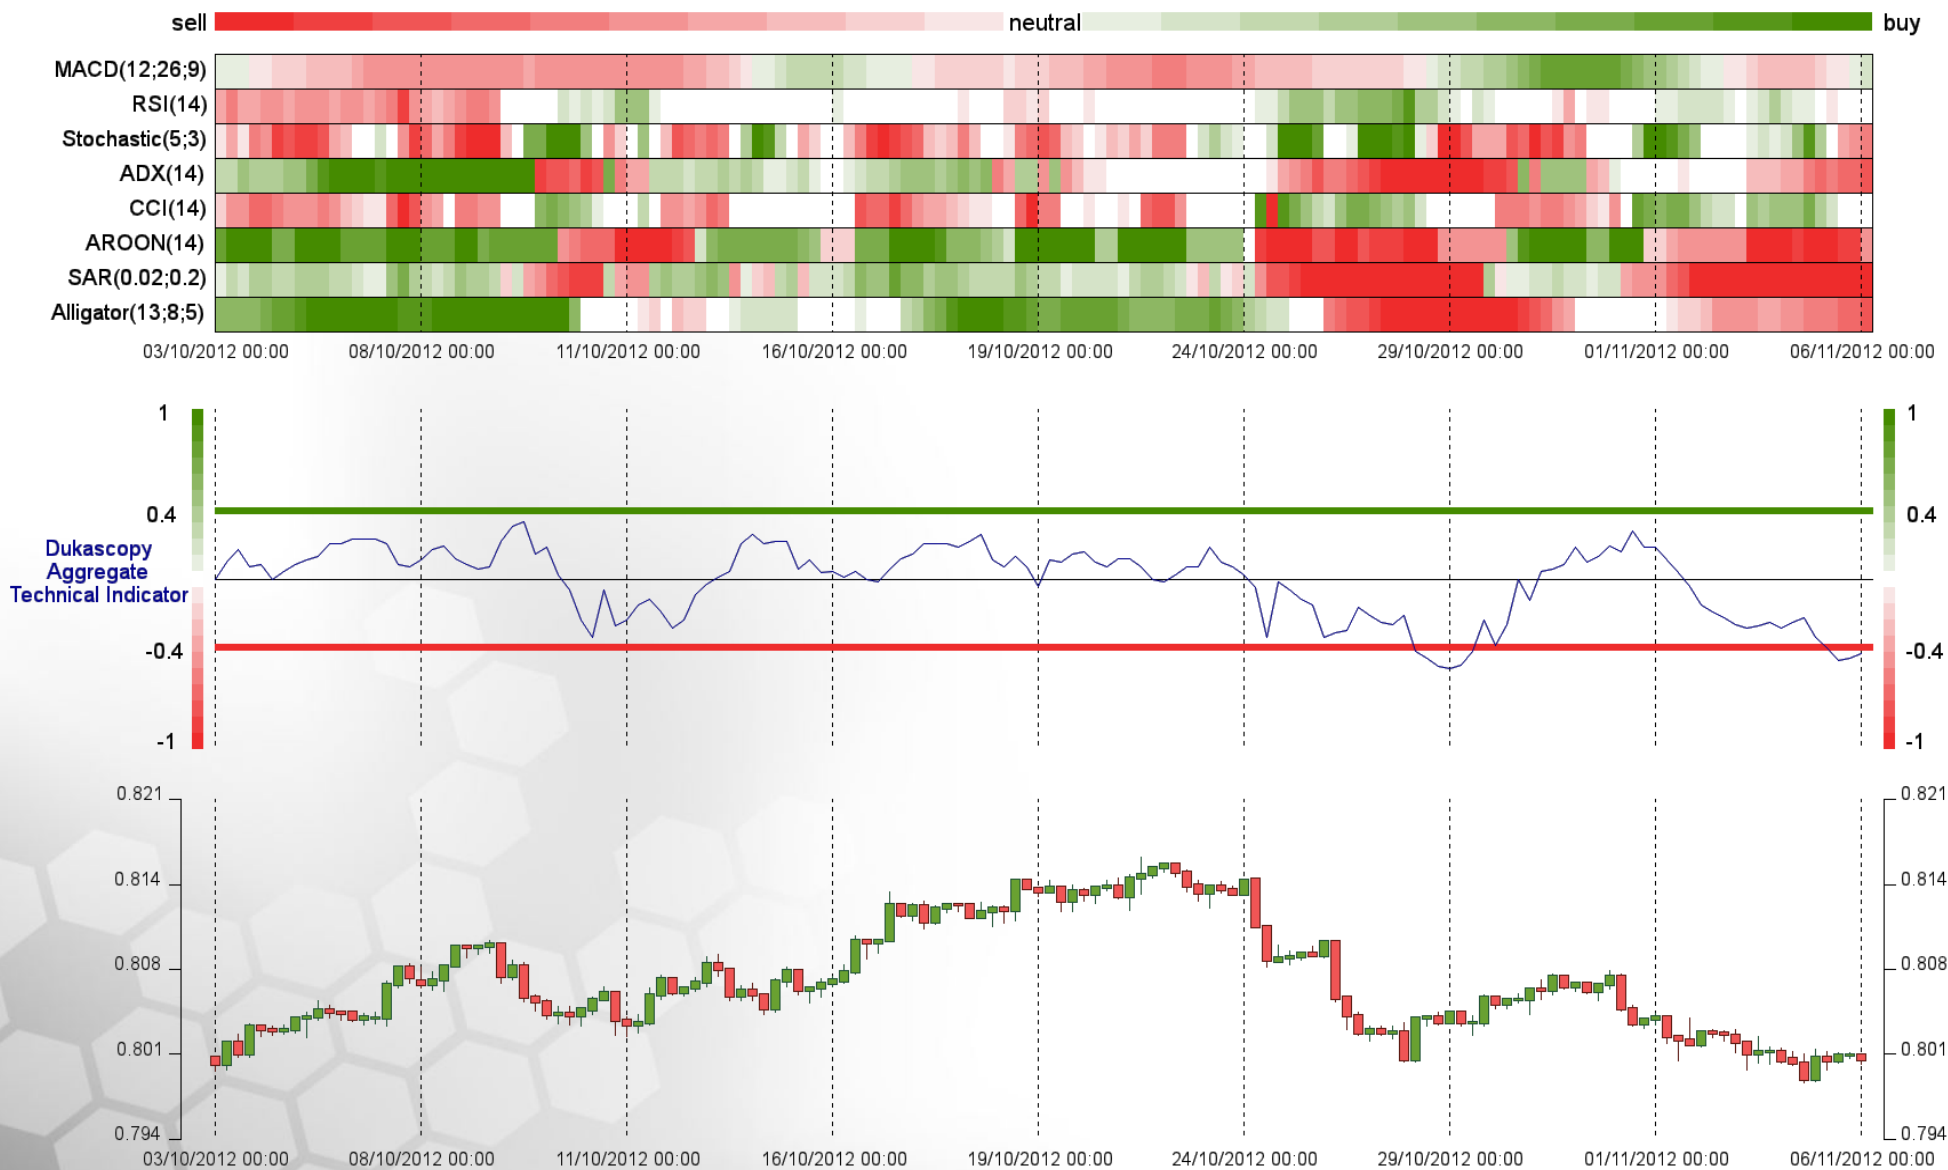 sell neutral buy
MACD(12;26;9)
RSI(14)
Stochastic(5;3)
ADX(14)
CCI(14)
AROON(14)
SAR(0.02;0.2)
Alligator(13;8;5)
03/10/2012 00:00 08/10/2012 00:00 11/10/2012 00:00 16/10/2012 00:00 19/10/2012 00:00 24/10/2012 00:00 29/10/2012 00:00 01/11/2012 00:00 06/11/2012 00:00
1 1
0.4 0.4
Dukascopy
Aggregate
Technical Indicator
-0.4 -0.4
-1 -1
0.821 0.821
0.814 0.814
0.808 0.808
0.801 0.801
0.794 0.794
03/10/2012 00:00 08/10/2012 00:00 11/10/2012 00:00 16/10/2012 00:00 19/10/2012 00:00 24/10/2012 00:00 29/10/2012 00:00 01/11/2012 00:00 06/11/2012 00:00